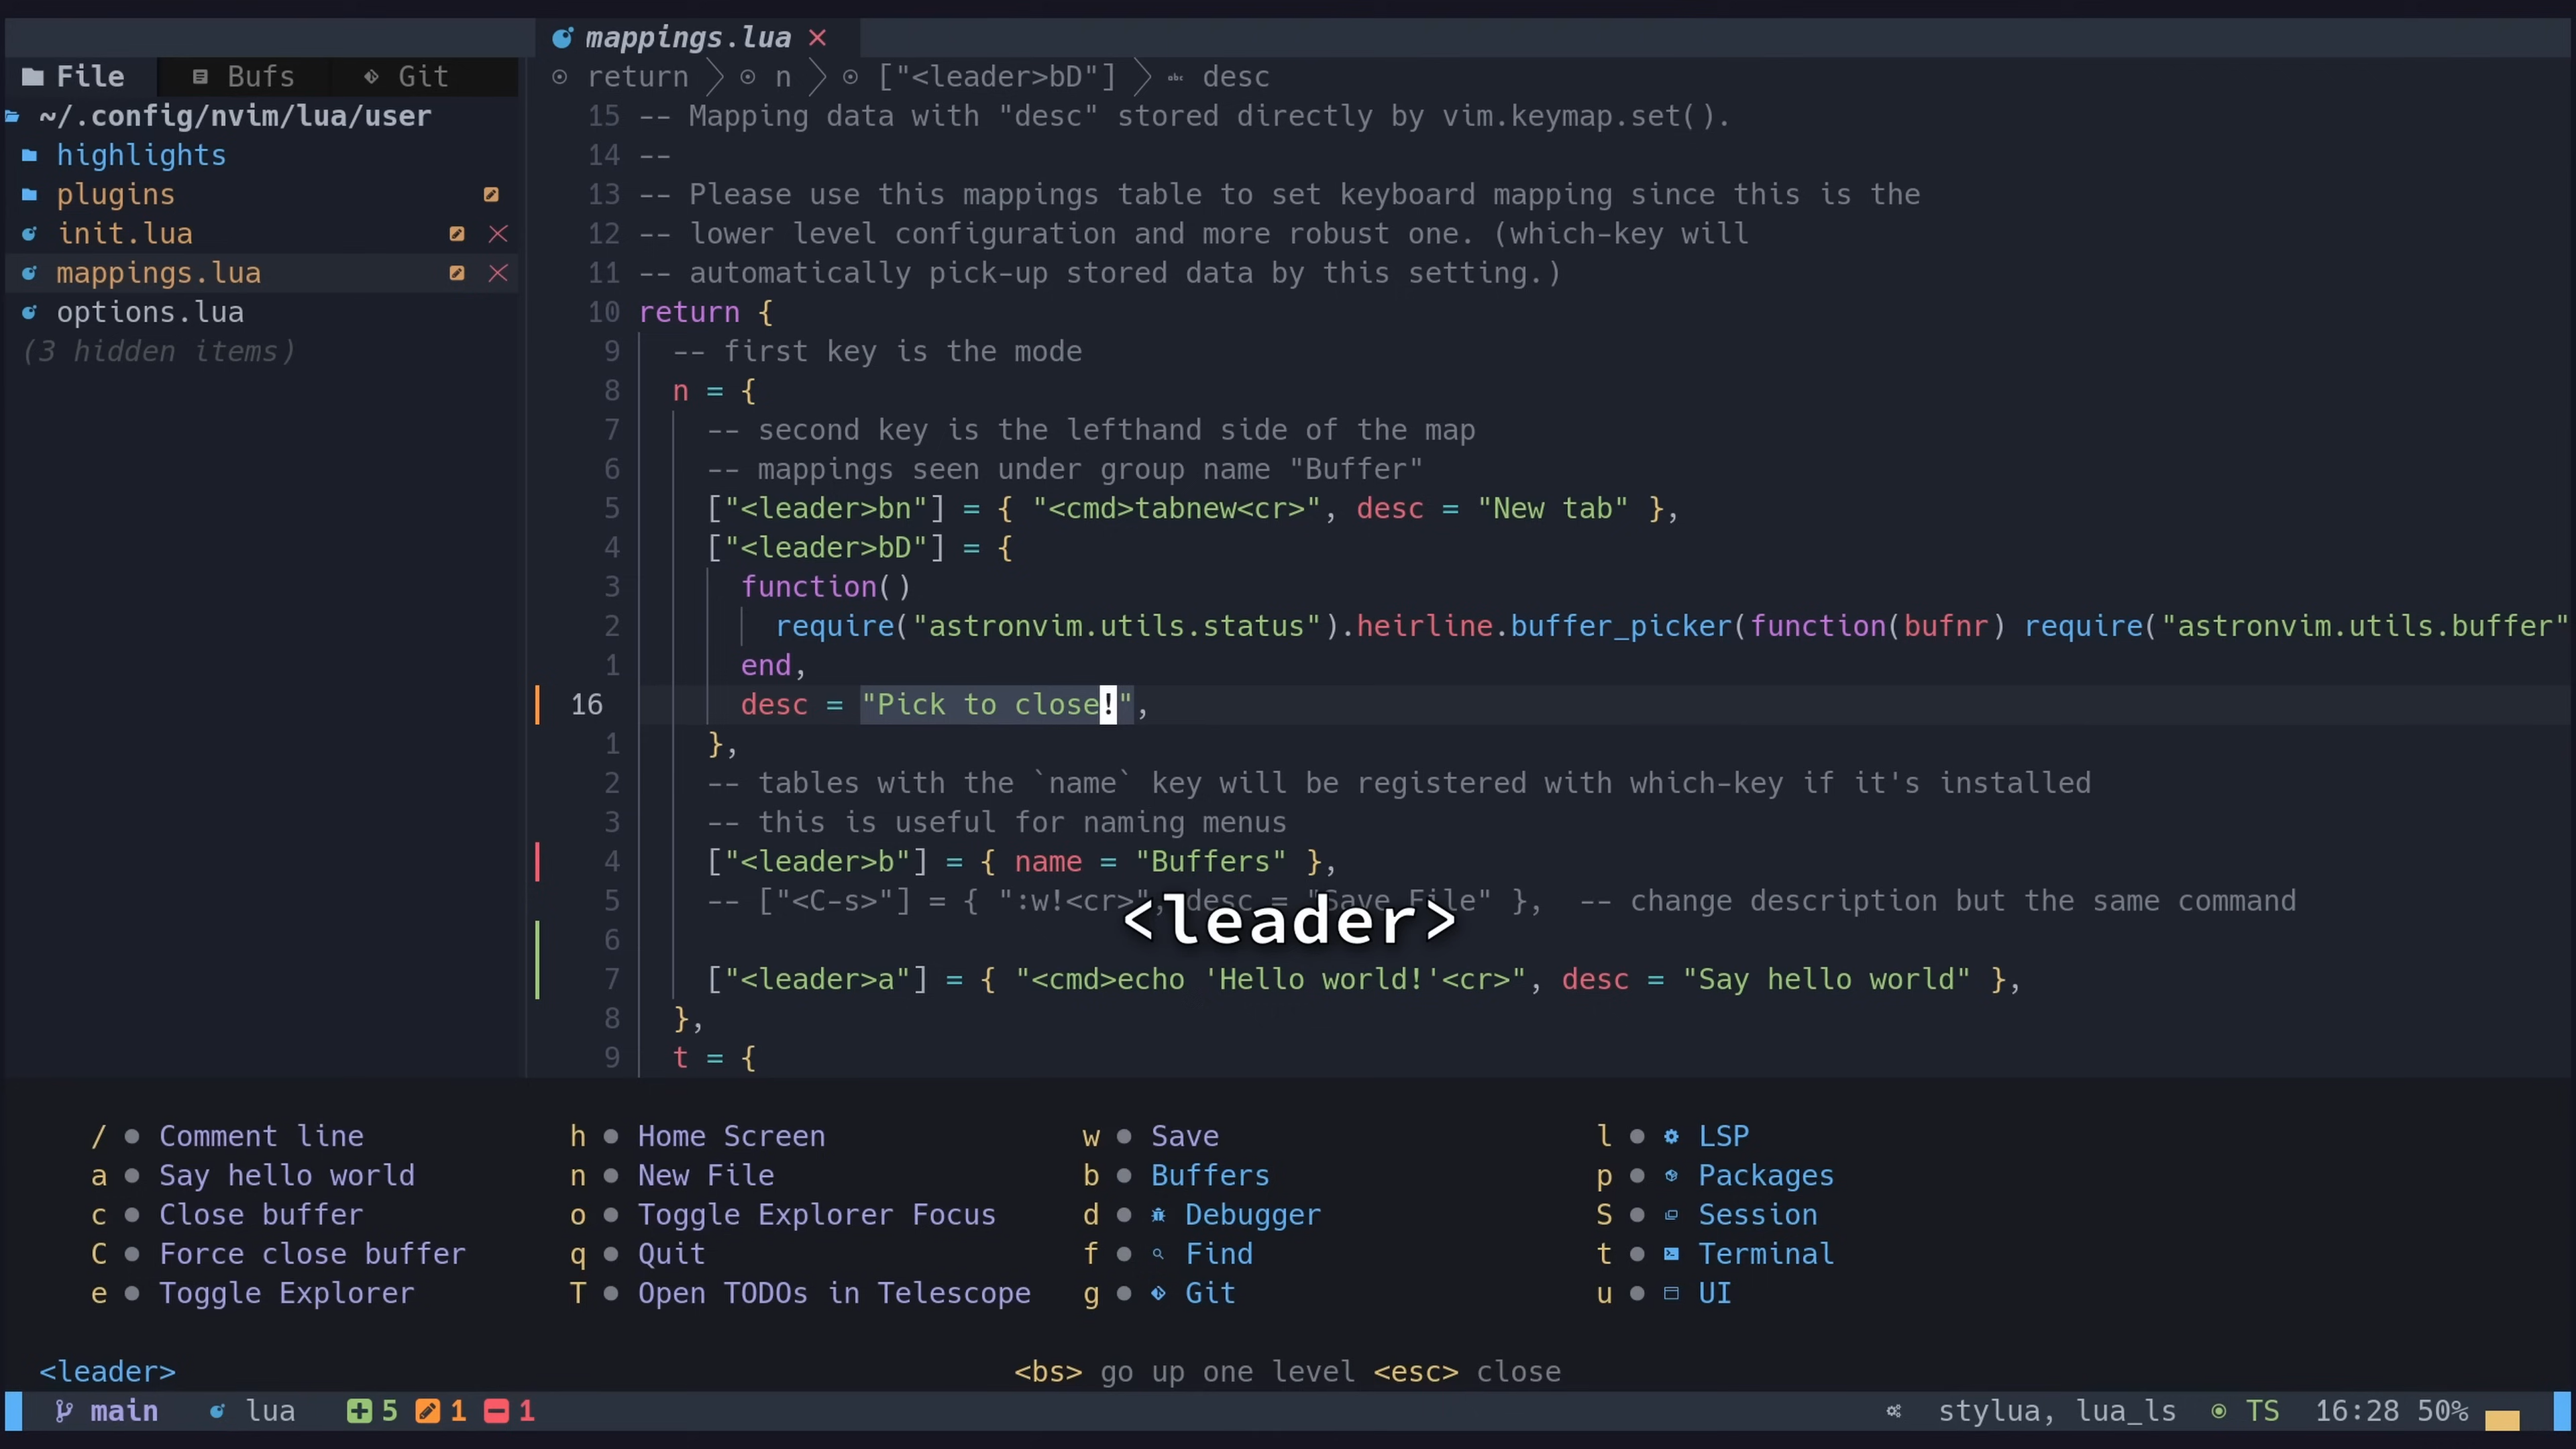 mappings.lua
File Bufs Git
return n ["<leader>bD"] desc
~/.config/nvim/lua/user
highlights
plugins
init.lua
mappings.lua
options.lua
(3 hidden items)
15 -- Mapping data with "desc" stored directly by vim.keymap.set().
14 --
13 -- Please use this mappings table to set keyboard mapping since this is the
12 -- lower level configuration and more robust one. (which-key will
11 -- automatically pick-up stored data by this setting.)
10 return {
9 -- first key is the mode
8 n = {
7 -- second key is the lefthand side of the map
6 -- mappings seen under group name "Buffer"
5 ["<leader>bn"] = { "<cmd>tabnew<cr>", desc = "New tab" },
4 ["<leader>bD"] = {
3 function()
2 require("astronvim.utils.status").heirline.buffer_picker(function(bufnr) require("astronvim.utils.buffer"
1 end,
16 desc = "Pick to close!",
1 },
2 -- tables with the `name` key will be registered with which-key if it's installed
3 -- this is useful for naming menus
4 ["<leader>b"] = { name = "Buffers" },
5 -- ["<C-s>"] = { ":w!<cr>", desc = "Save File" }, -- change description but the same command
<leader>
6
7 ["<leader>a"] = { "<cmd>echo 'Hello world!'<cr>", desc = "Say hello world" },
8 },
9 t = {
/ Comment line h Home Screen w Save l LSP
a Say hello world n New File b Buffers p Packages
c Close buffer o Toggle Explorer Focus d Debugger S Session
C Force close buffer q Quit f Find t Terminal
e Toggle Explorer T Open TODOs in Telescope g Git u UI
<leader> <bs> go up one level <esc> close
main lua 5 1 1 stylua, lua_ls TS 16:28 50%